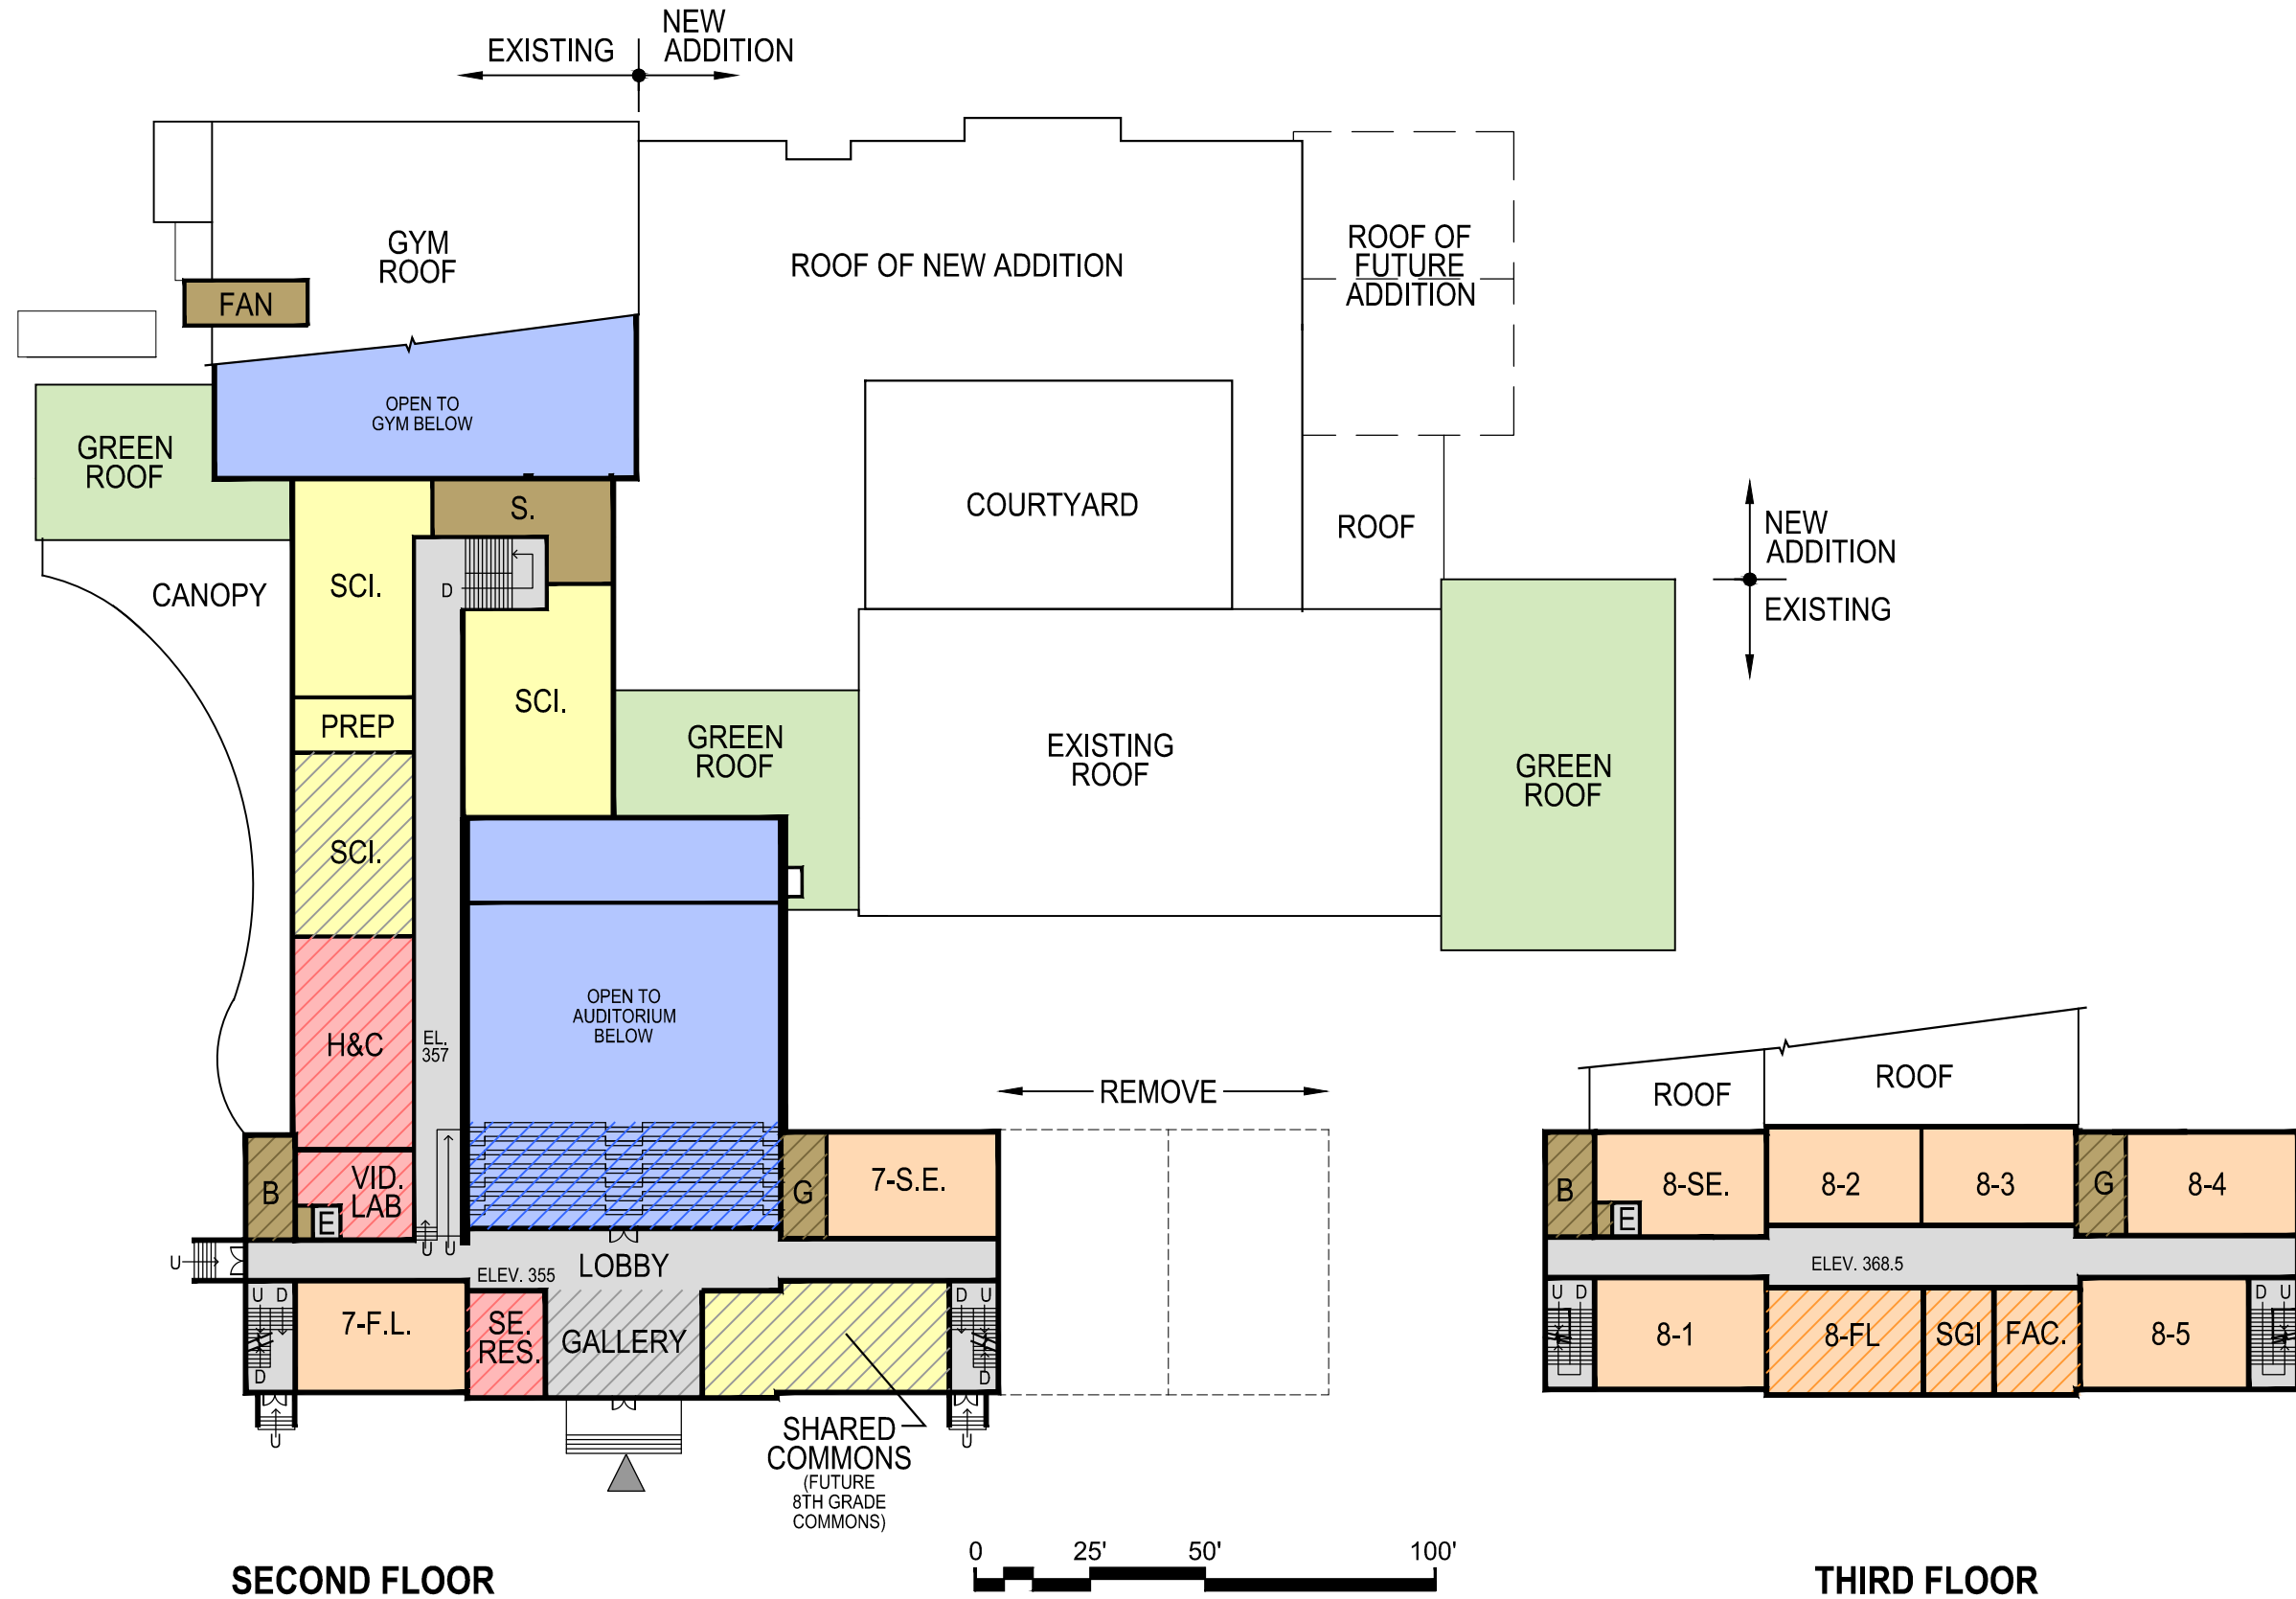 NEW
EXISTING
ADDITION
GYM
ROOF
ROOF OF NEW ADDITION
ROOF OF
FUTURE
ADDITION
FAN
OPEN TO
GYM BELOW
GREEN
ROOF
S.
COURTYARD
ROOF
NEW
ADDITION
EXISTING
CANOPY
SCI.
D
SCI.
PREP
GREEN
ROOF
EXISTING
ROOF
GREEN
ROOF
SCI.
OPEN TO
AUDITORIUM
BELOW
H&C
EL.
357
REMOVE
ROOF
ROOF
B
VID.
LAB
E
G
7-S.E.
B
8-SE.
E
8-2
8-3
G
8-4
U
U
U
LOBBY
ELEV. 355
ELEV. 368.5
U D
7-F.L.
SE.
RES.
GALLERY
D U
D
D
U
U
U D
8-1
8-FL
SGI
FAC.
8-5
D U
SHARED
COMMONS
(FUTURE
8TH GRADE
COMMONS)
0 25' 50' 100'
SECOND FLOOR
THIRD FLOOR